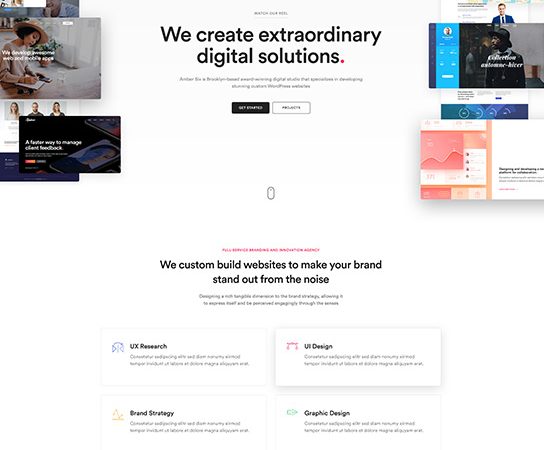 WATCH OUR REEL
We create extraordinary
digital solutions.
Amber Six is Brooklyn-based award-winning digital studio that specializes in developing
stunning custom WordPress websites
GET STARTED
PROJECTS
We develop awesome
web and mobile apps
A faster way to manage
client feedback.
Collection
automne-hiver
Designing and developing a new
platform for collaboration.
FULL-SERVICE BRANDING AND INNOVATION AGENCY
We custom build websites to make your brand
stand out from the noise
Designing a rich tangible dimension to the brand strategy, allowing it
to express itself and be perceived engagingly through the senses.
UX Research
Consetetur sadipscing elitr sed diam nonumy eirmod
tempor invidunt ut labore et dolore magna aliquyam erat.
UI Design
Consetetur sadipscing elitr sed diam nonumy eirmod
tempor invidunt ut labore et dolore magna aliquyam erat.
Brand Strategy
Consetetur sadipscing elitr sed diam nonumy eirmod
tempor invidunt ut labore et dolore magna aliquyam erat.
Graphic Design
Consetetur sadipscing elitr sed diam nonumy eirmod
tempor invidunt ut labore et dolore magna aliquyam erat.